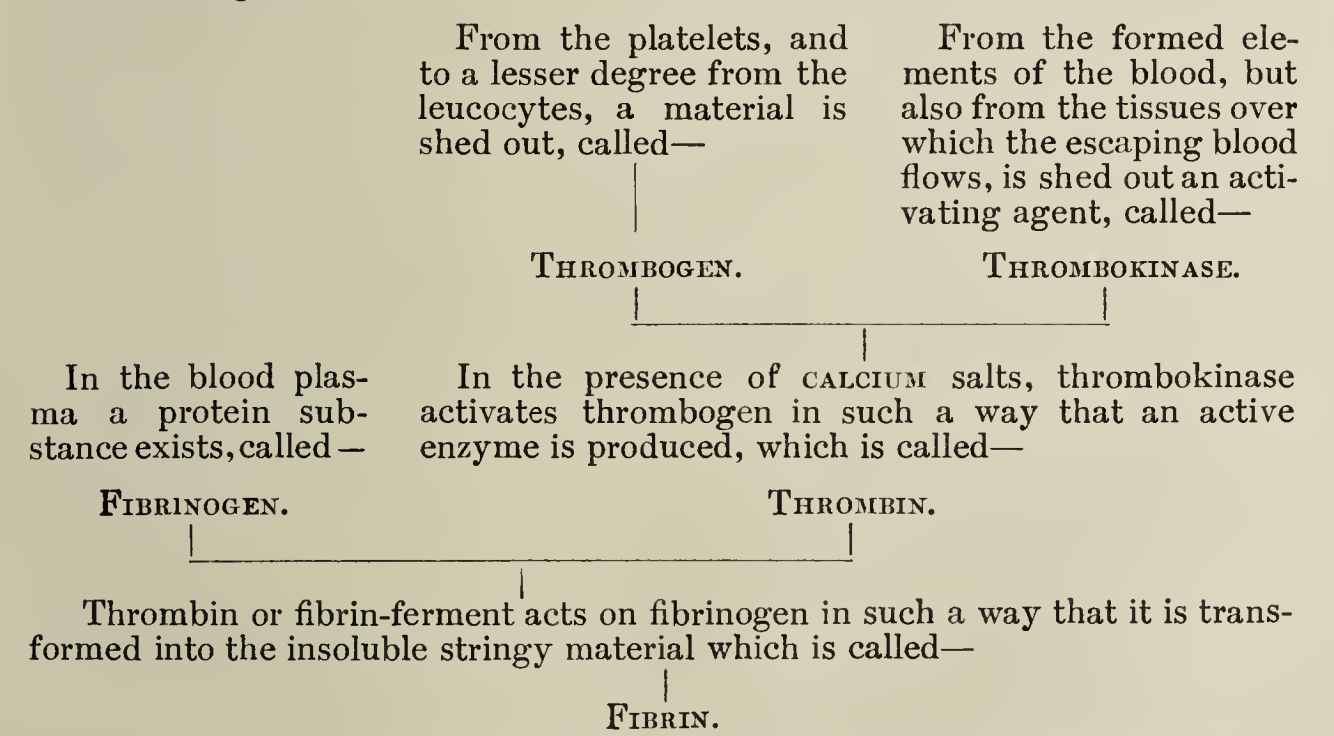 From the platelets, and
to a lesser degree from the
leucocytes, a material is
shed out, called—
From the formed ele-
ments of the blood, but
also from the tissues over
which the escaping blood
flows, is shed out an acti-
vating agent, called—
THROMBOGEN.
THROMBOKINASE.
In the blood plas-
ma a protein sub-
stance exists, called —
In the presence of CALCIUM salts, thrombokinase
activates thrombogen in such a way that an active
enzyme is produced, which is called—
FIBRINOGEN.
THROMBIN.
Thrombin or fibrin-ferment acts on fibrinogen in such a way that it is trans-
formed into the insoluble stringy material which is called—
FIBRIN.